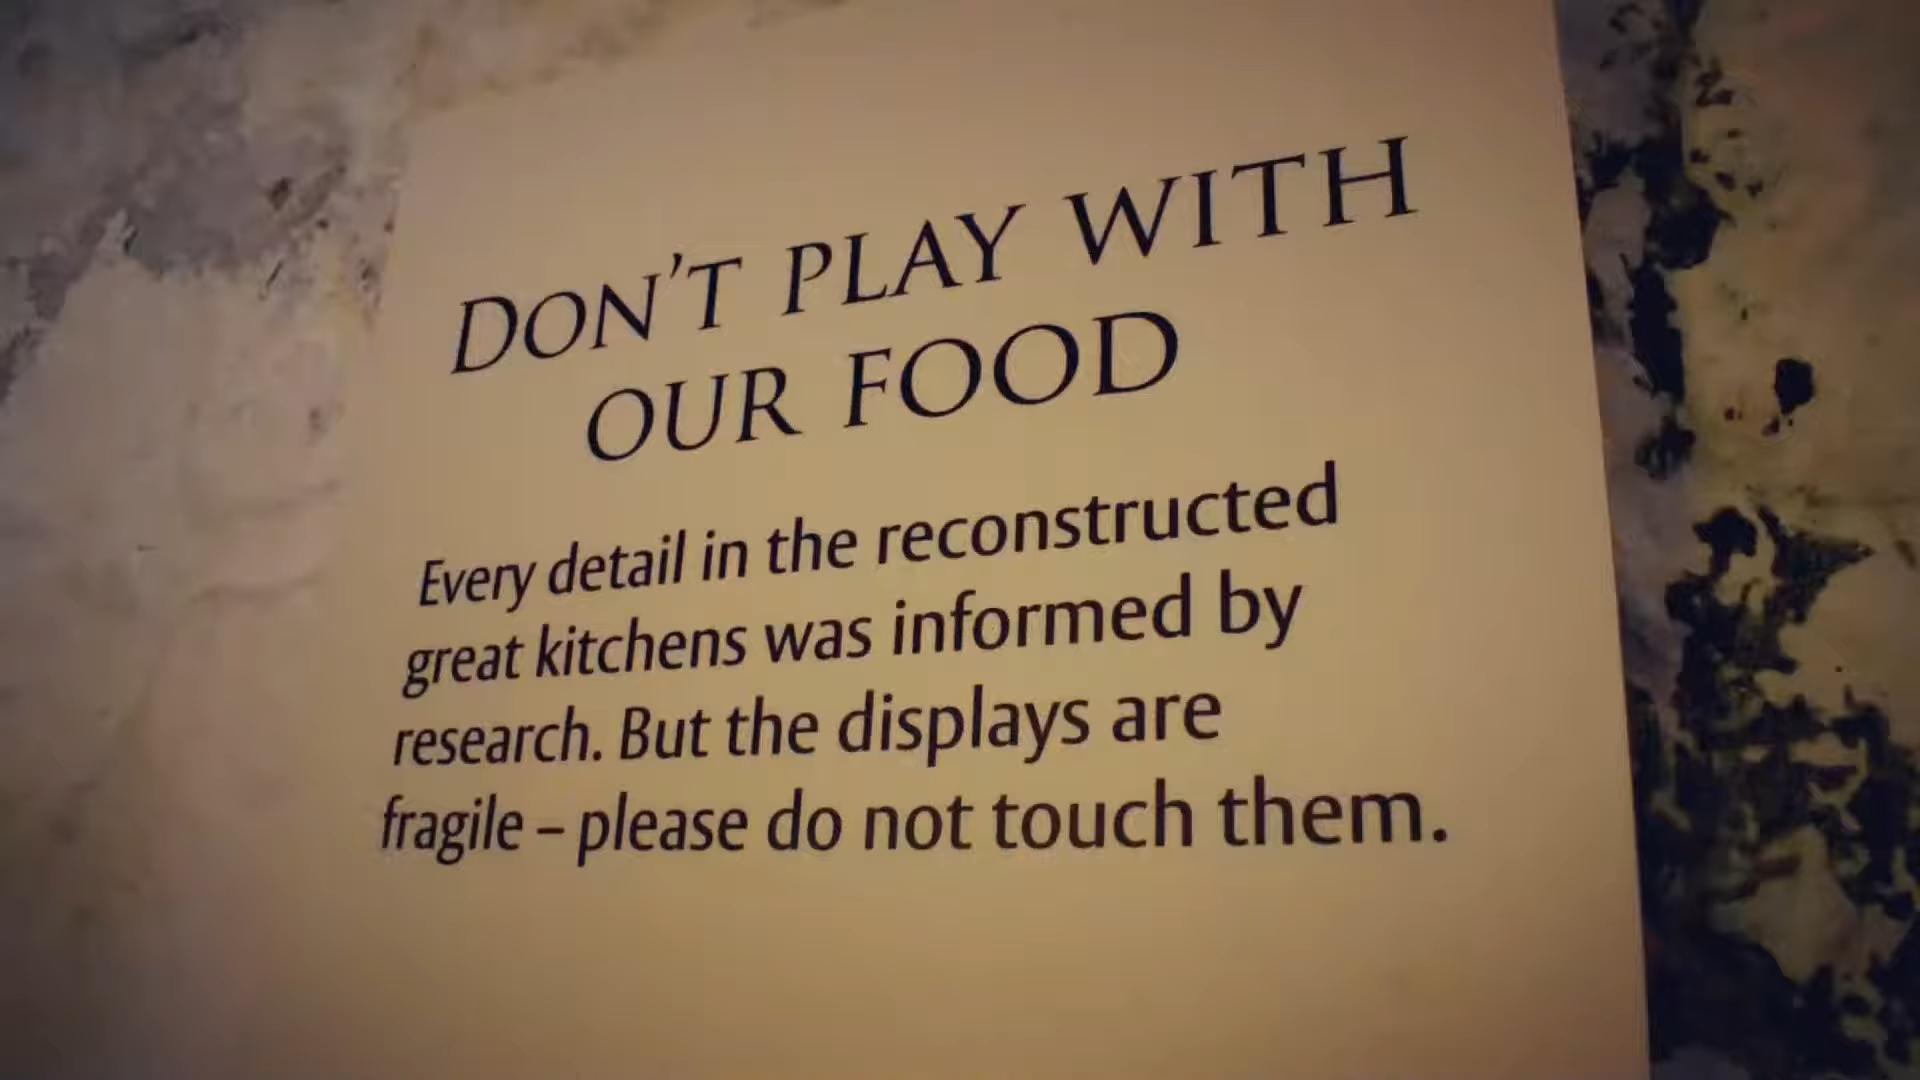 DON'T PLAY WITH
OUR FOOD
Every detail in the reconstructed
great kitchens was informed by
research. But the displays are
fragile – please do not touch them.